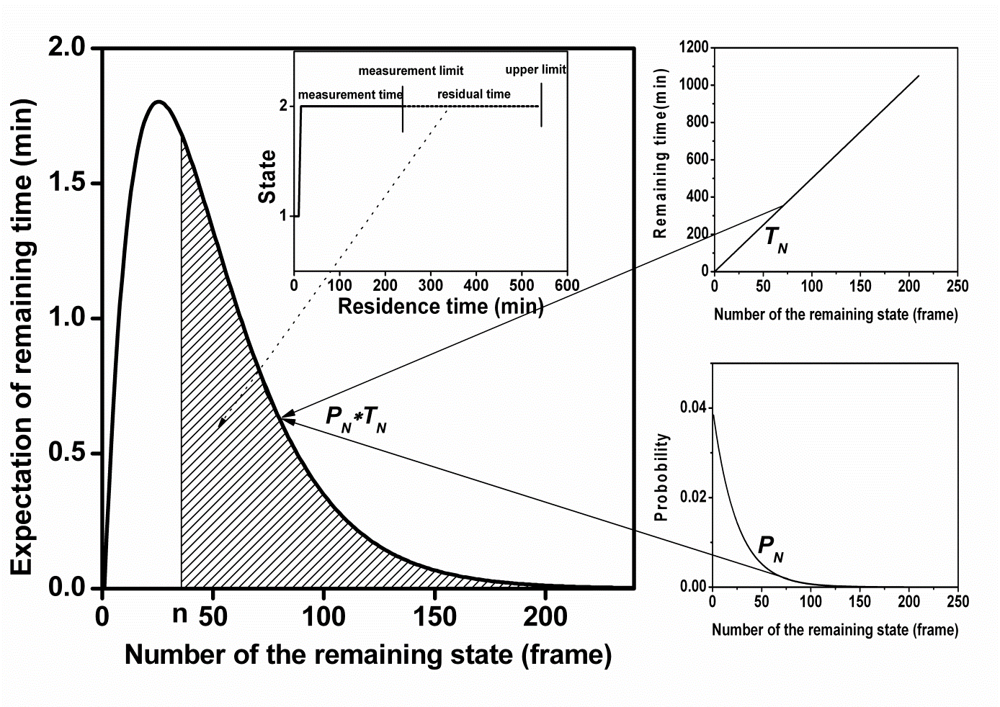 Expectation of remaining time (min)
2.0
1.5
1.0
0.5
0.0
0 n 50 100 150 200
Number of the remaining state (frame)
measurement limit upper limit
measurement time residual time
State
2
1
0 100 200 300 400 500 600
Residence time (min)
P_N*T_N
Remaining time(min)
1200
1000
800
600
400
200
0
T_N
0 50 100 150 200 250
Number of the remaining state (frame)
Probobility
0.04
0.02
0.00
P_N
0 50 100 150 200 250
Number of the remaining state (frame)